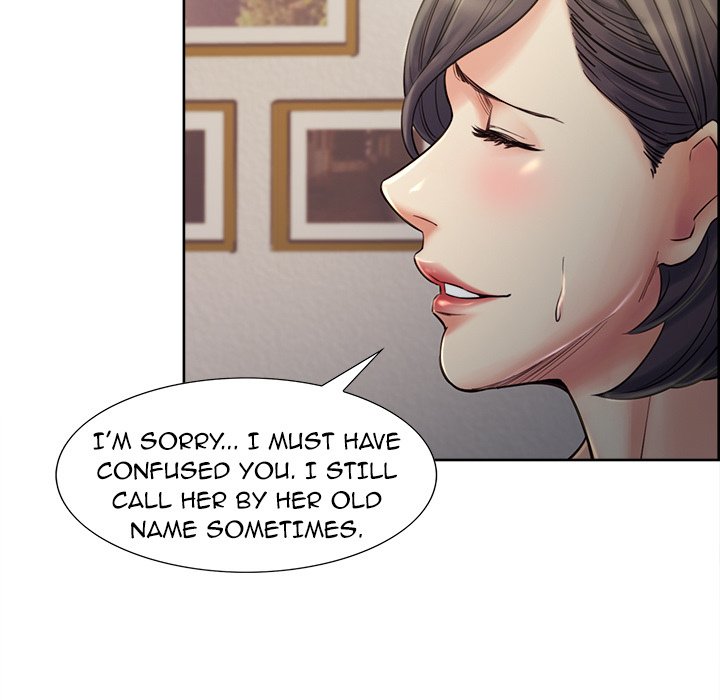 I'M SORRY... I MUST HAVE
CONFUSED YOU. I STILL
CALL HER BY HER OLD
NAME SOMETIMES.